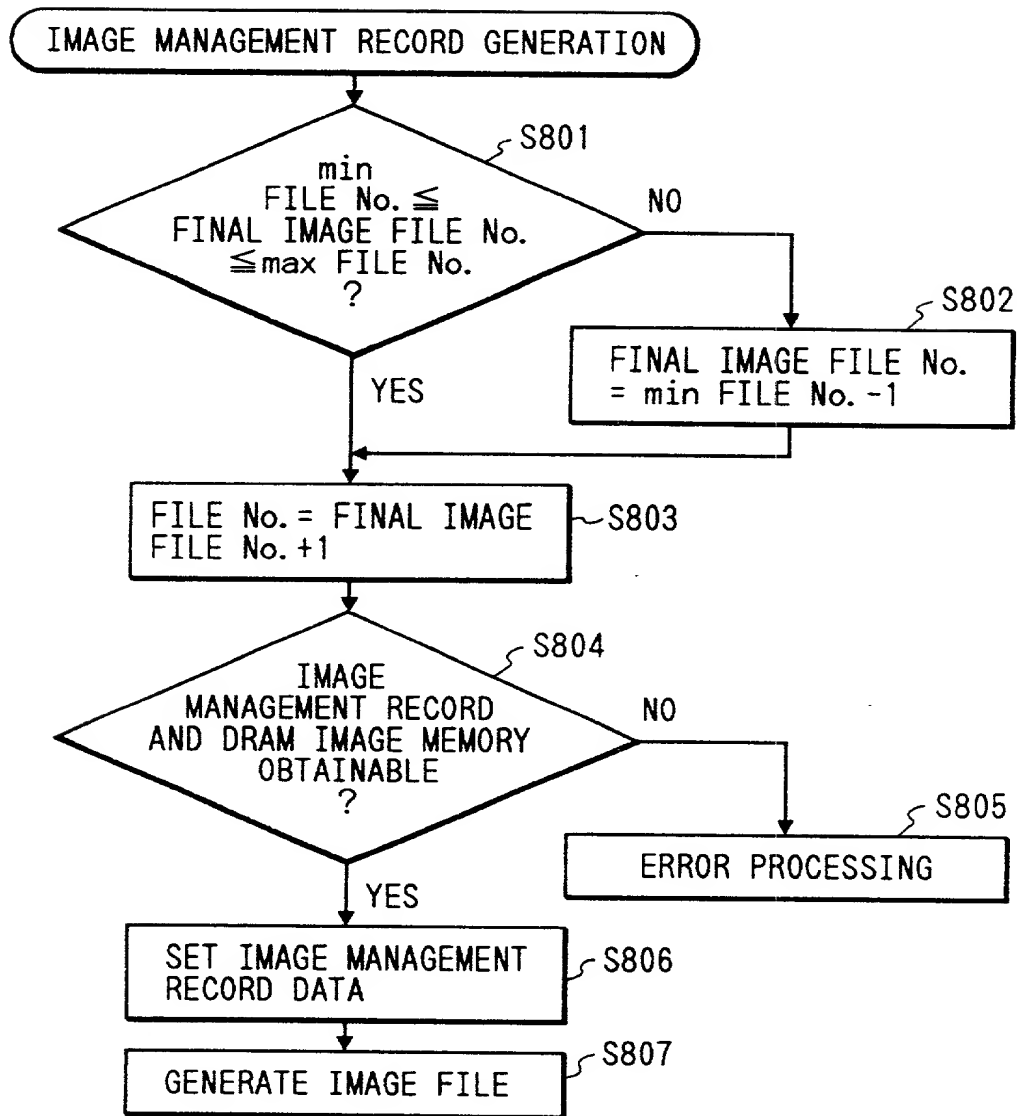 IMAGE MANAGEMENT RECORD GENERATION
S801
min
FILE No. ≦
FINAL IMAGE FILE No.
≦max FILE No.
?
NO
S802
FINAL IMAGE FILE No.
= min FILE No. -1
YES
FILE No. = FINAL IMAGE
FILE No. +1
S803
S804
IMAGE
MANAGEMENT RECORD
AND DRAM IMAGE MEMORY
OBTAINABLE
?
NO
S805
ERROR PROCESSING
YES
SET IMAGE MANAGEMENT
RECORD DATA
S806
S807
GENERATE IMAGE FILE